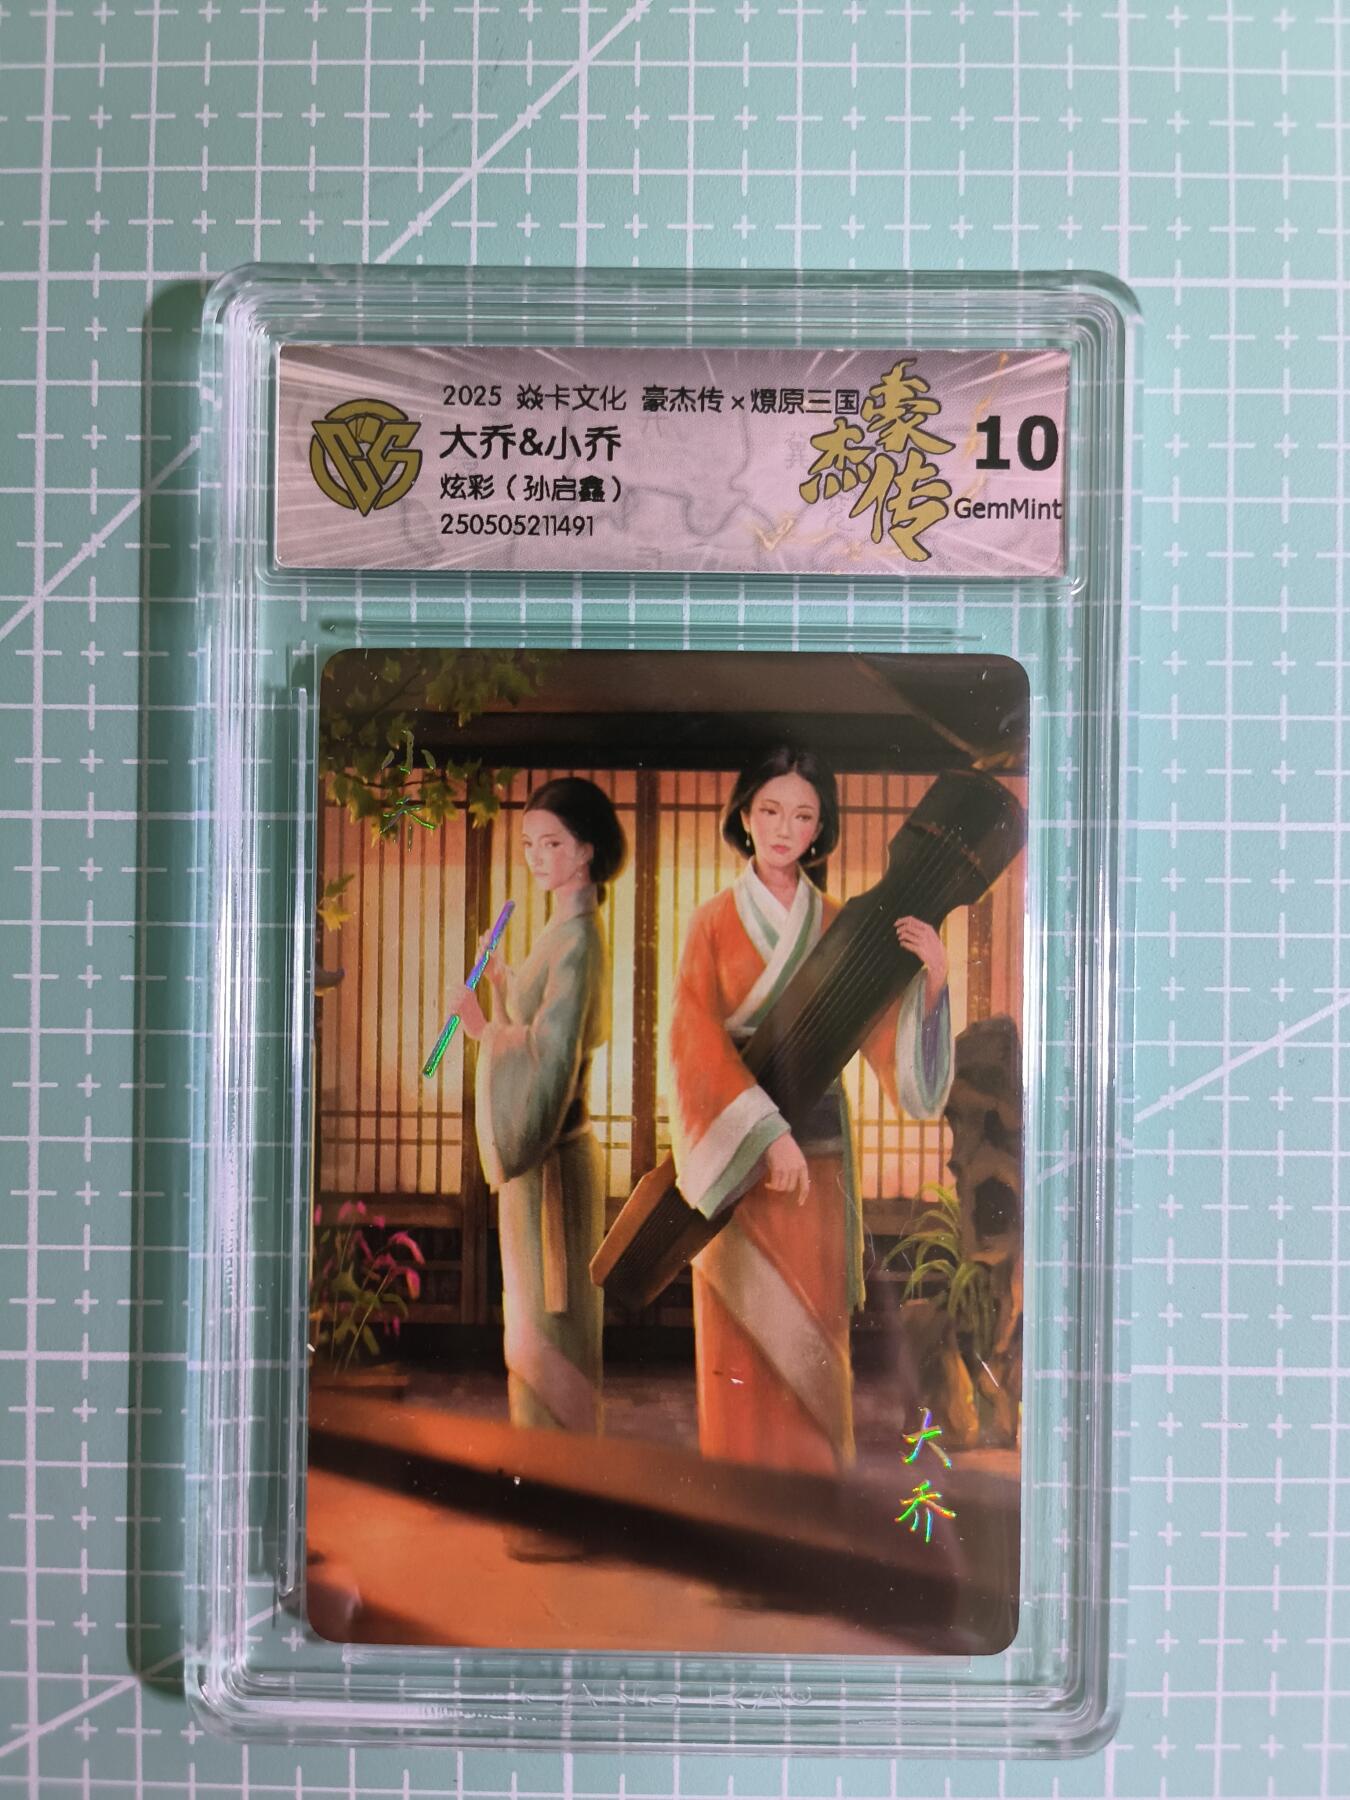 2025 焱卡文化 豪杰传×燎原三国
大乔&小乔
炫彩（孙启鑫）
250505211491
豪杰传
10
GemMint
小乔
大乔